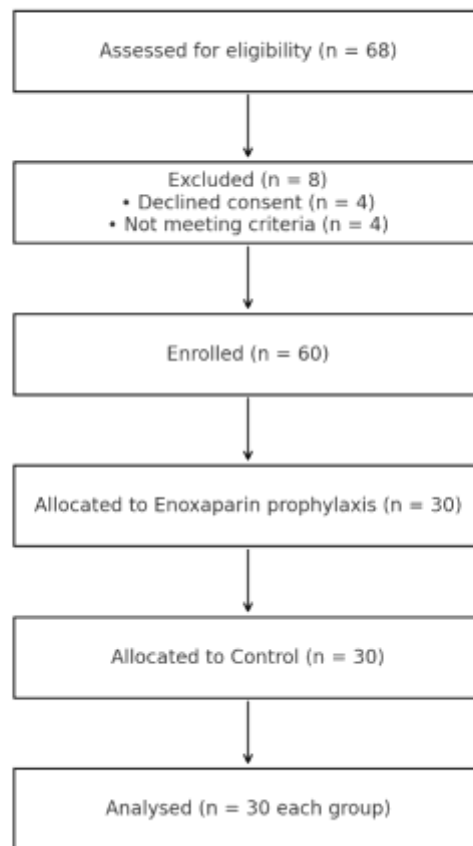 Assessed for eligibility (n = 68)
Excluded (n = 8)
• Declined consent (n = 4)
• Not meeting criteria (n = 4)
Enrolled (n = 60)
Allocated to Enoxaparin prophylaxis (n = 30)
Allocated to Control (n = 30)
Analysed (n = 30 each group)